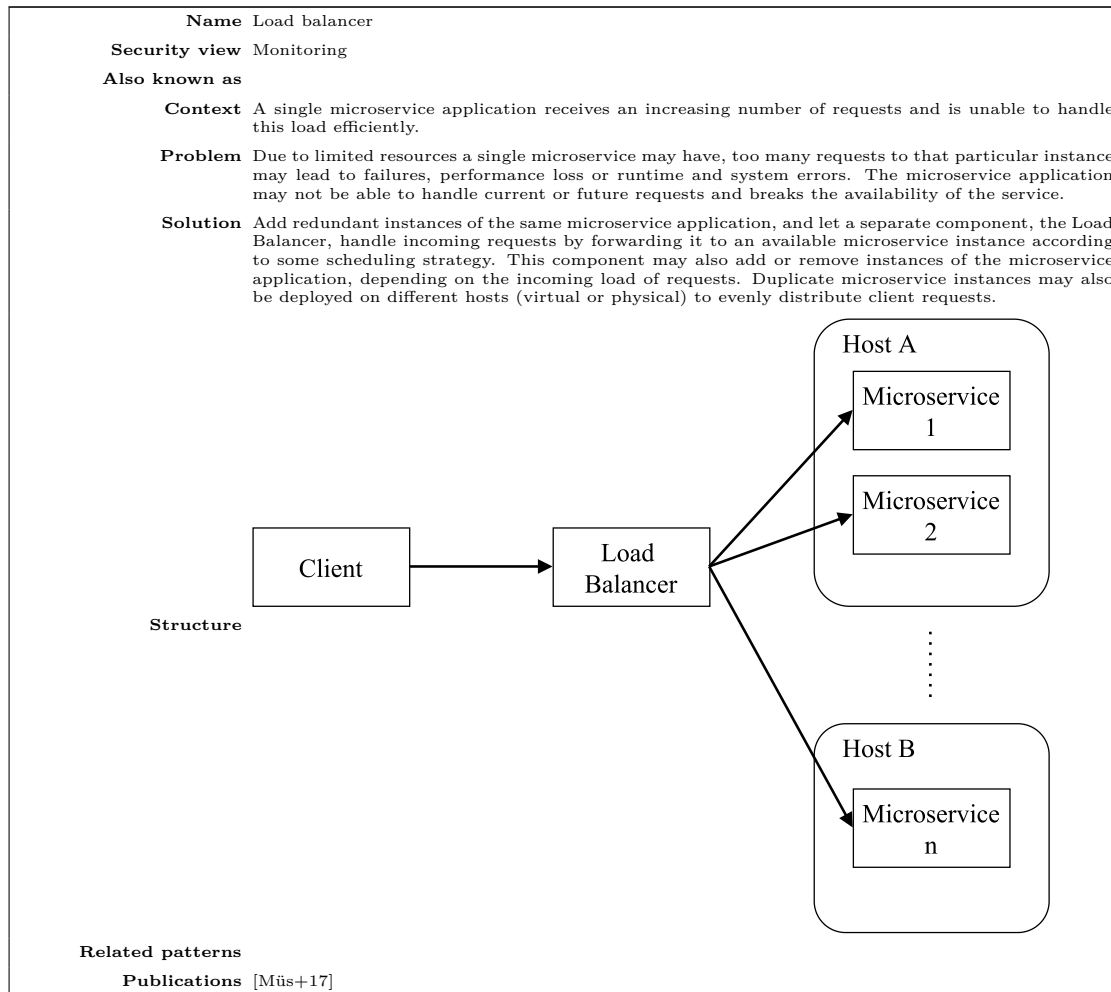 Name Load balancer
Security view Monitoring
Also known as
Context A single microservice application receives an increasing number of requests and is unable to handle
this load efficiently.
Problem Due to limited resources a single microservice may have, too many requests to that particular instance
may lead to failures, performance loss or runtime and system errors. The microservice application
may not be able to handle current or future requests and breaks the availability of the service.
Solution Add redundant instances of the same microservice application, and let a separate component, the Load
Balancer, handle incoming requests by forwarding it to an available microservice instance according
to some scheduling strategy. This component may also add or remove instances of the microservice
application, depending on the incoming load of requests. Duplicate microservice instances may also
be deployed on different hosts (virtual or physical) to evenly distribute client requests.
Structure
Client
Load
Balancer
Host A
Microservice
1
Microservice
2
Host B
Microservice
n
Related patterns
Publications [Müs+17]